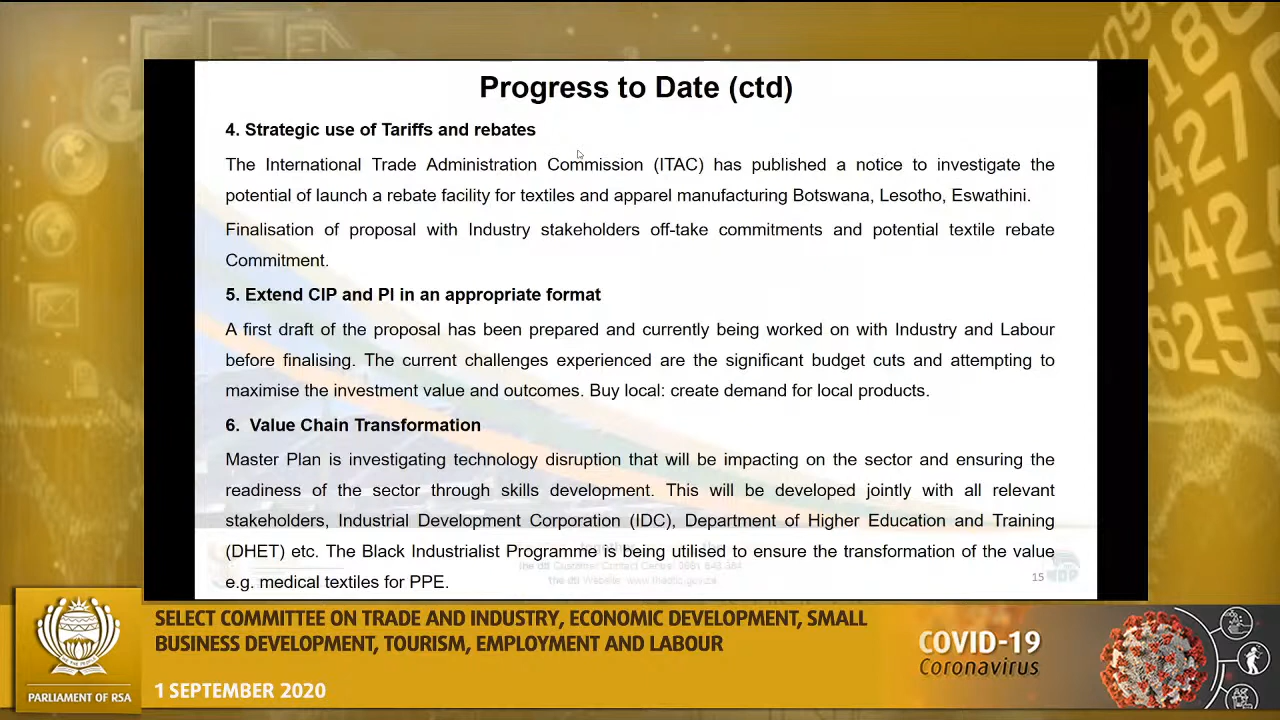 Progress to Date (ctd)
4. Strategic use of Tariffs and rebates
The International Trade Administration Commission (ITAC) has published a notice to investigate the
potential of launch a rebate facility for textiles and apparel manufacturing Botswana, Lesotho, Eswathini.
Finalisation of proposal with Industry stakeholders off-take commitments and potential textile rebate
Commitment.
5. Extend CIP and PI in an appropriate format
A first draft of the proposal has been prepared and currently being worked on with Industry and Labour
before finalising. The current challenges experienced are the significant budget cuts and attempting to
maximise the investment value and outcomes. Buy local: create demand for local products.
6. Value Chain Transformation
Master Plan is investigating technology disruption that will be impacting on the sector and ensuring the
readiness of the sector through skills development. This will be developed jointly with all relevant
stakeholders, Industrial Development Corporation (IDC), Department of Higher Education and Training
(DHET) etc. The Black Industrialist Programme is being utilised to ensure the transformation of the value
e.g. medical textiles for PPE.
15
SELECT COMMITTEE ON TRADE AND INDUSTRY, ECONOMIC DEVELOPMENT, SMALL
BUSINESS DEVELOPMENT, TOURISM, EMPLOYMENT AND LABOUR
1 SEPTEMBER 2020
PARLIAMENT OF RSA
COVID-19
Coronavirus